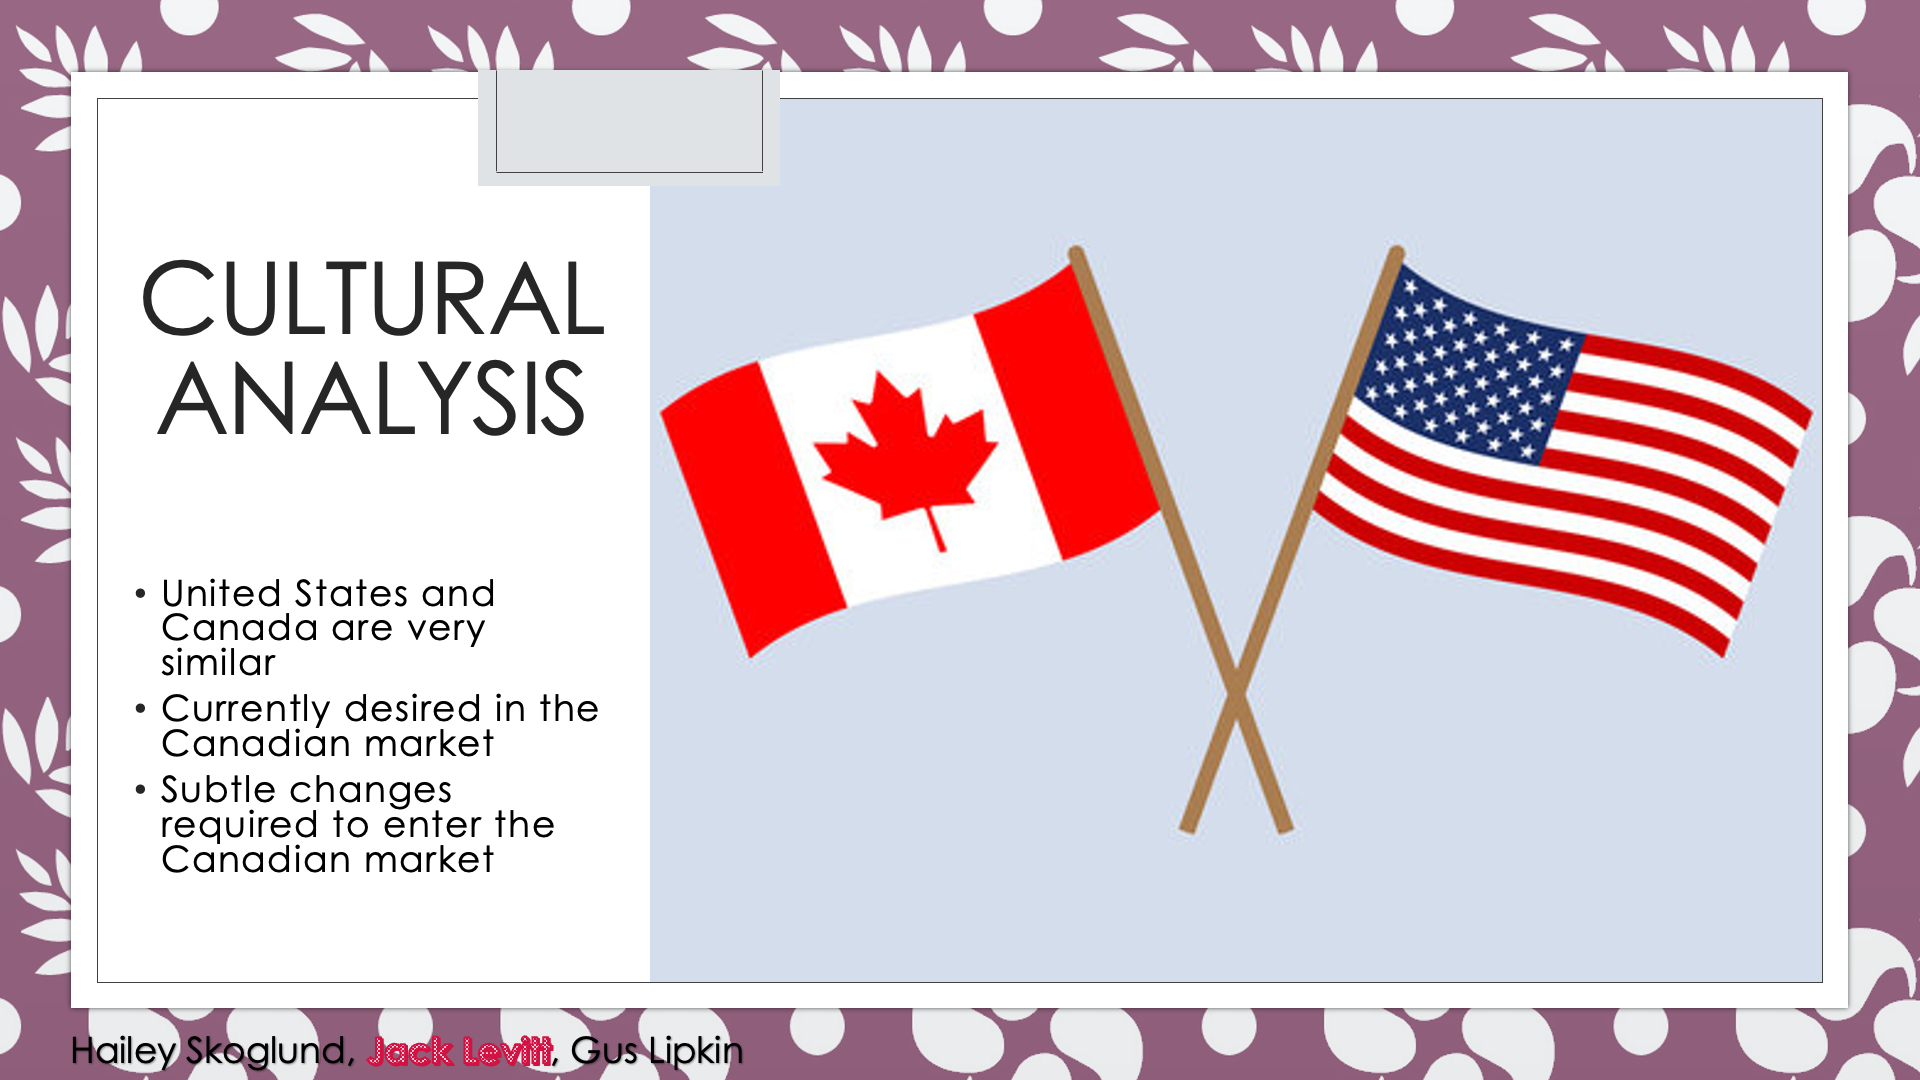 CULTURAL
ANALYSIS
• United States and
Canada are very
similar
• Currently desired in the
Canadian market
• Subtle changes
required to enter the
Canadian market
Hailey Skoglund, Jack Levitt, Gus Lipkin